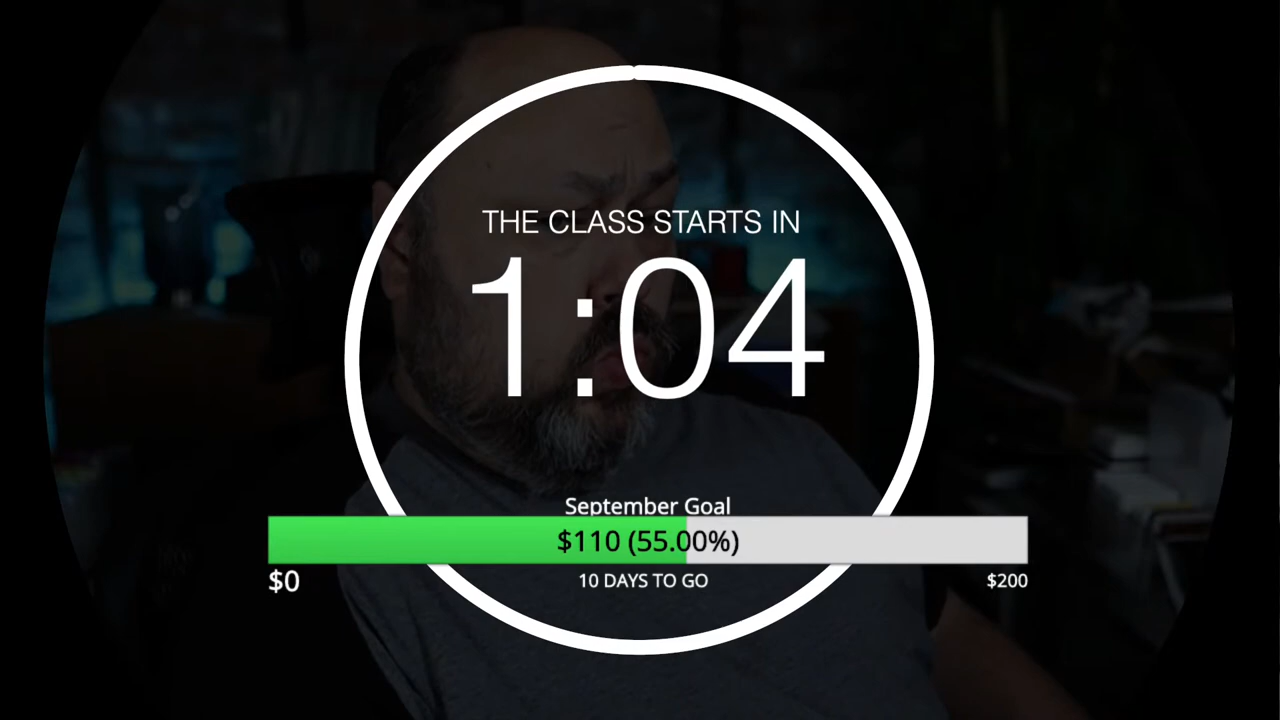 THE CLASS STARTS IN
1:04
September Goal
$110 (55.00%)
$0 10 DAYS TO GO $200